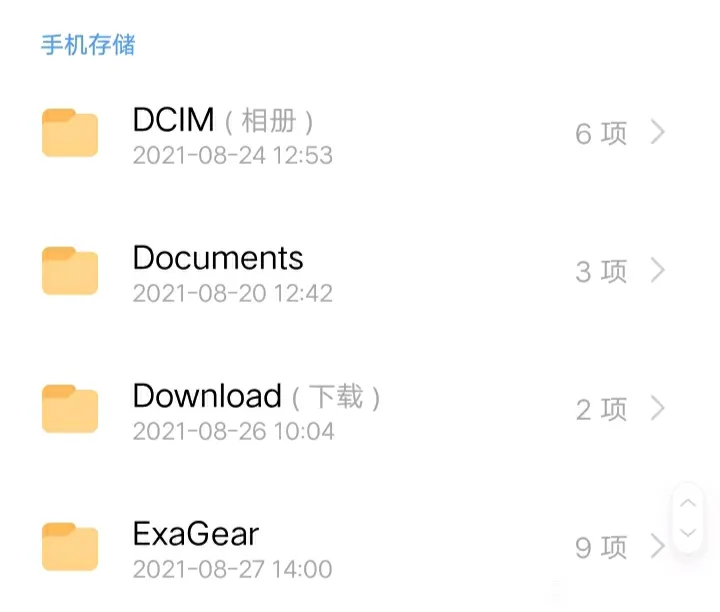 手机存储
DCIM ( 相册 )
6 项
2021-08-24 12:53
Documents
3 项
2021-08-20 12:42
Download ( 下载 )
2 项
2021-08-26 10:04
ExaGear
9 项
2021-08-27 14:00